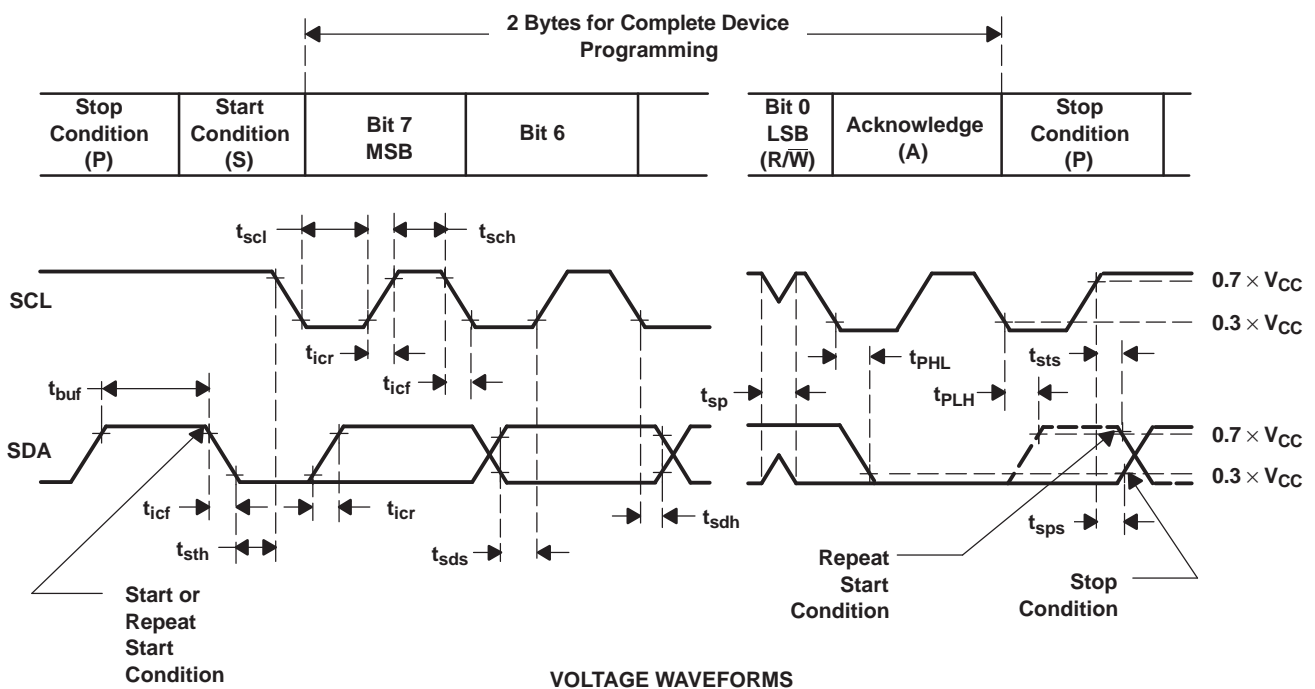 2 Bytes for Complete Device
Programming
Stop
Condition
(P)
Start
Condition
(S)
Bit 7
MSB
Bit 6
Bit 0
LSB
(R/W̅)
Acknowledge
(A)
Stop
Condition
(P)
tscl
tsch
SCL
0.7 × VCC
0.3 × VCC
ticr
ticf
tPHL
tsts
tbuf
tsp
tPLH
SDA
0.7 × VCC
0.3 × VCC
ticf
ticr
tsdh
tsps
tsth
tsds
Start or
Repeat
Start
Condition
Repeat
Start
Condition
Stop
Condition
VOLTAGE WAVEFORMS